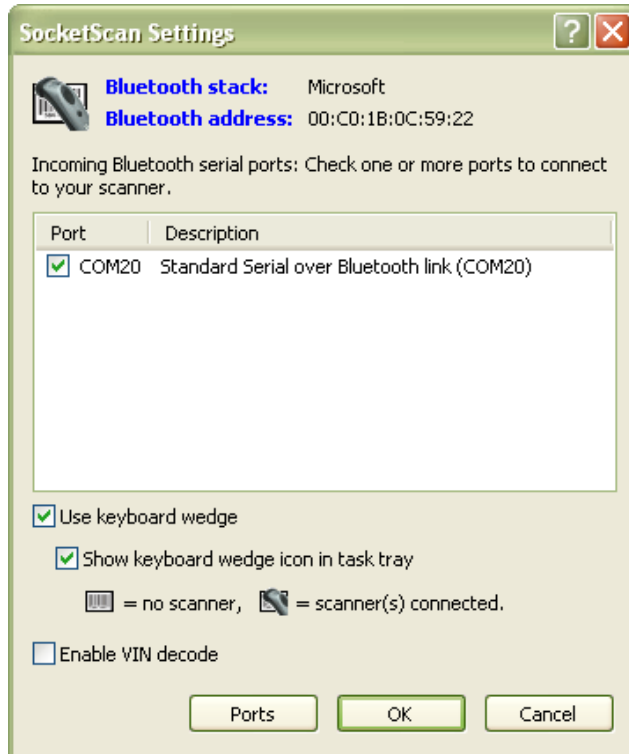 SocketScan Settings
Bluetooth stack: Microsoft
Bluetooth address: 00:C0:1B:0C:59:22
Incoming Bluetooth serial ports: Check one or more ports to connect
to your scanner.
Port Description
COM20 Standard Serial over Bluetooth link (COM20)
Use keyboard wedge
Show keyboard wedge icon in task tray
= no scanner, = scanner(s) connected.
Enable VIN decode
Ports OK Cancel